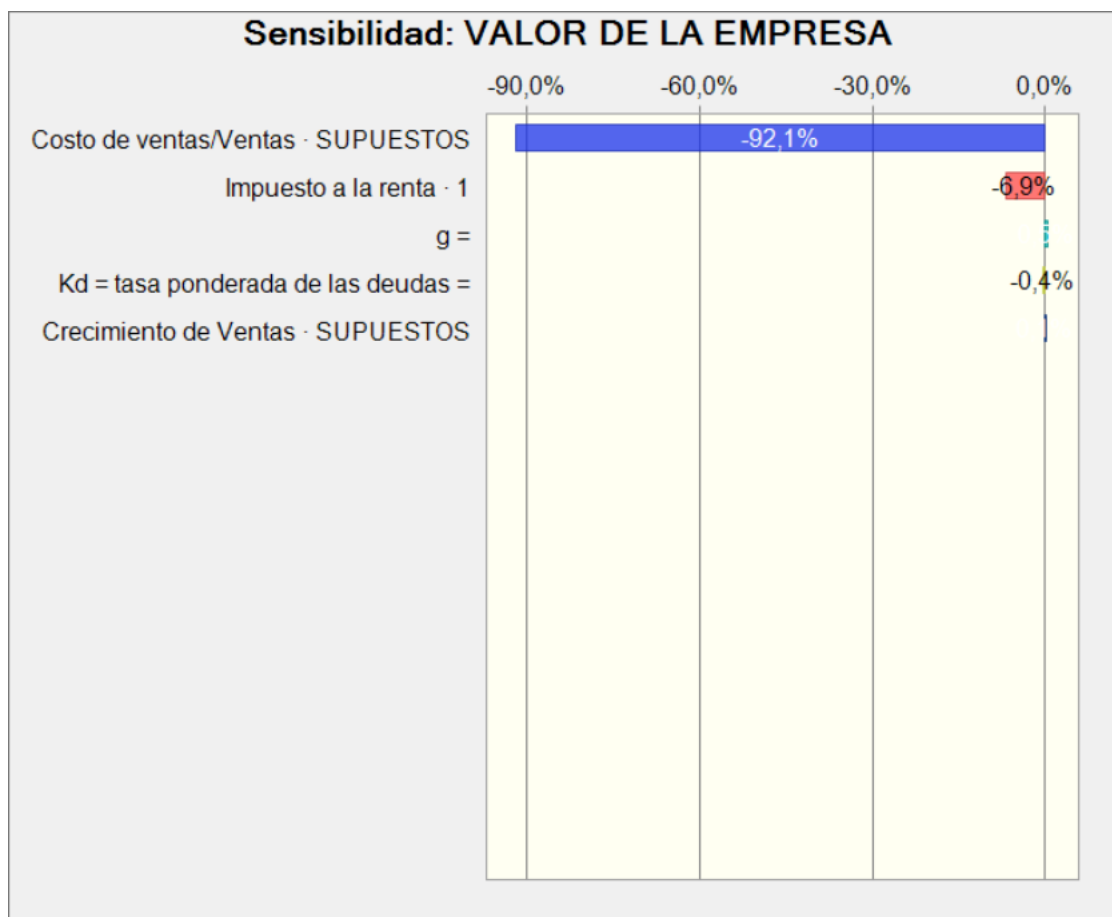 Sensibilidad: VALOR DE LA EMPRESA
-90,0% -60,0% -30,0% 0,0%
Costo de ventas/Ventas · SUPUESTOS -92,1%
Impuesto a la renta · 1 -6,9%
g =
Kd = tasa ponderada de las deudas = -0,4%
Crecimiento de Ventas · SUPUESTOS